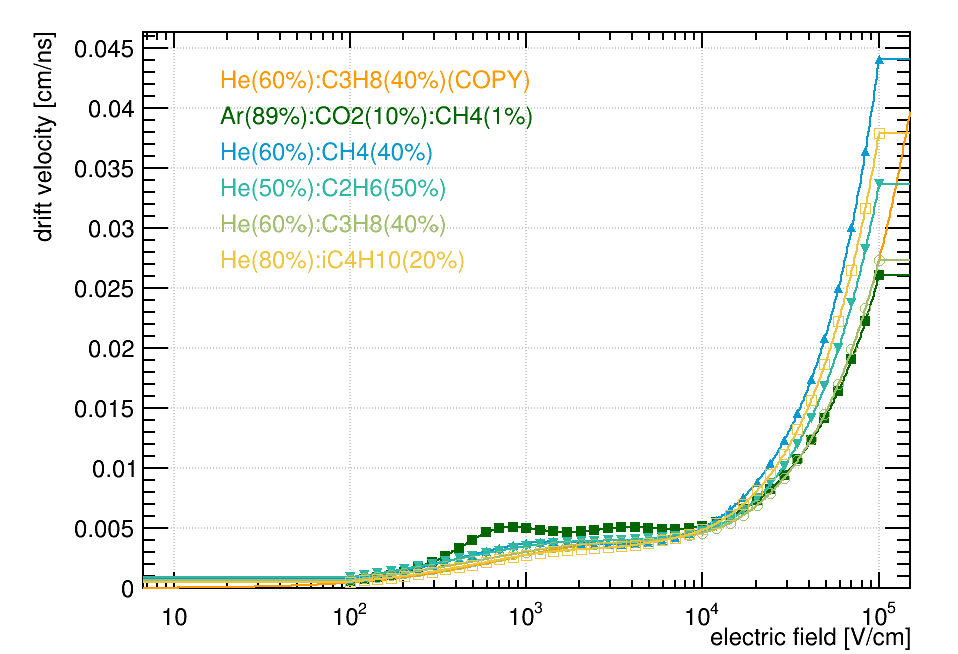 drift velocity [cm/ns]
0.045
0.04
0.035
0.03
0.025
0.02
0.015
0.01
0.005
0
He(60%):C3H8(40%)(COPY)
Ar(89%):CO2(10%):CH4(1%)
He(60%):CH4(40%)
He(50%):C2H6(50%)
He(60%):C3H8(40%)
He(80%):iC4H10(20%)
10 10² 10³ 10⁴ 10⁵
electric field [V/cm]